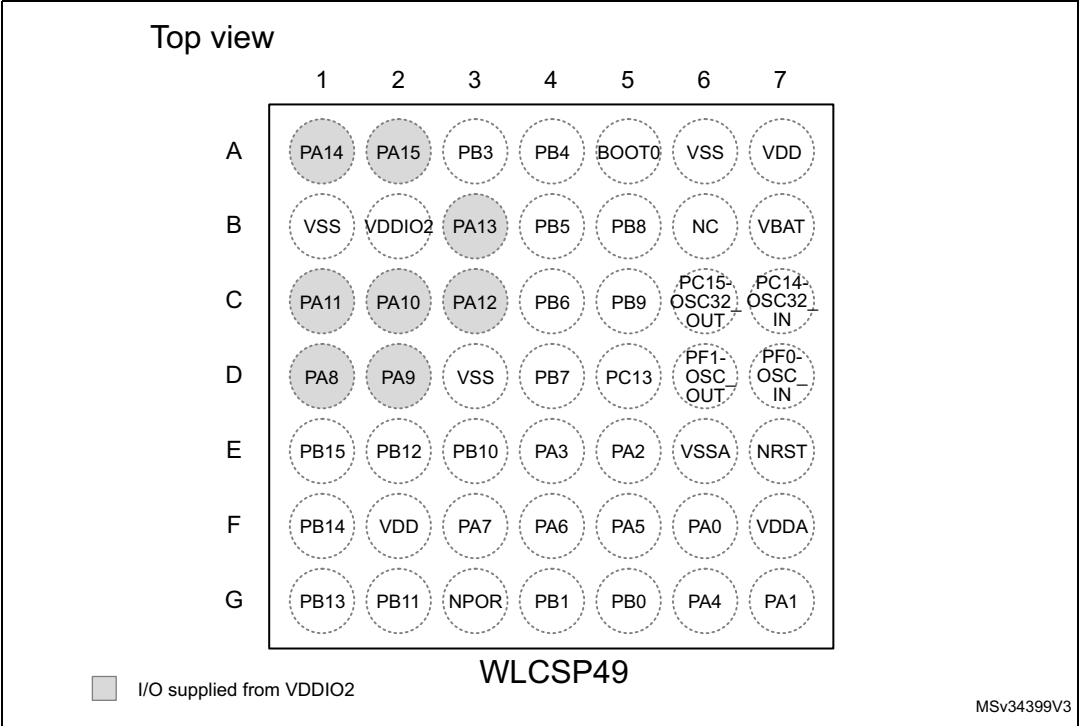 Top view
1 2 3 4 5 6 7
A PA14 PA15 PB3 PB4 BOOT0 VSS VDD
B VSS VDDIO2 PA13 PB5 PB8 NC VBAT
C PA11 PA10 PA12 PB6 PB9 PC15-OSC32_OUT PC14-OSC32_IN
D PA8 PA9 VSS PB7 PC13 PF1-OSC_OUT PF0-OSC_IN
E PB15 PB12 PB10 PA3 PA2 VSSA NRST
F PB14 VDD PA7 PA6 PA5 PA0 VDDA
G PB13 PB11 NPOR PB1 PB0 PA4 PA1
WLCSP49
I/O supplied from VDDIO2
MSv34399V3